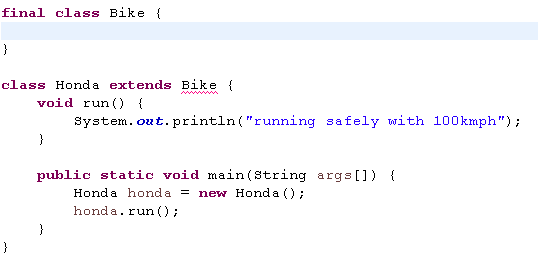 final class Bike {
}
class Honda extends Bike {
void run() {
System.out.println("running safely with 100kmph");
}
public static void main(String args[]) {
Honda honda = new Honda();
honda.run();
}
}